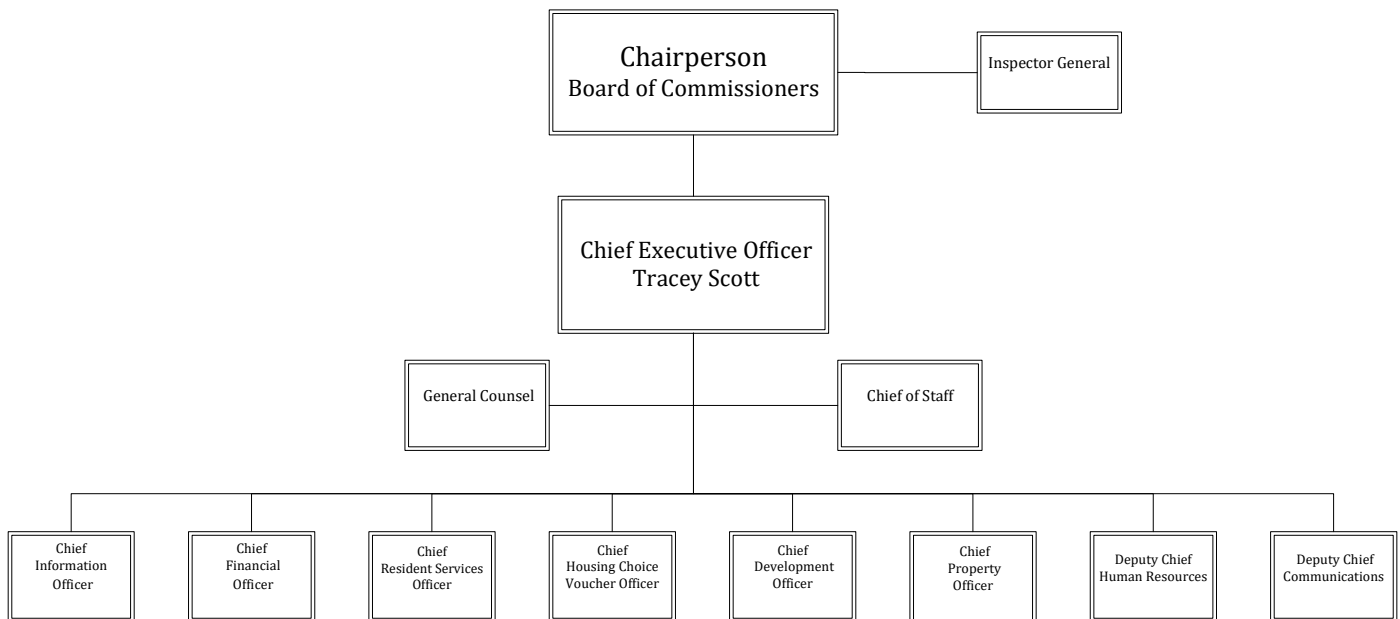 Chairperson
Board of Commissioners
Inspector General
Chief Executive Officer
Tracey Scott
General Counsel
Chief of Staff
Chief
Information
Officer
Chief
Financial
Officer
Chief
Resident Services
Officer
Chief
Housing Choice
Voucher Officer
Chief
Development
Officer
Chief
Property
Officer
Deputy Chief
Human Resources
Deputy Chief
Communications